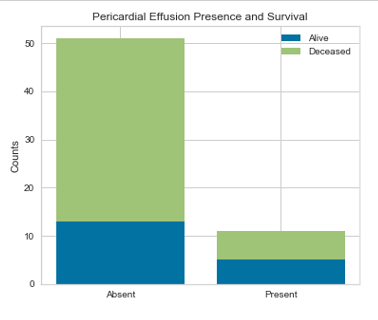 Pericardial Effusion Presence and Survival
Alive
Deceased
Counts
50
40
30
20
10
0
Absent
Present